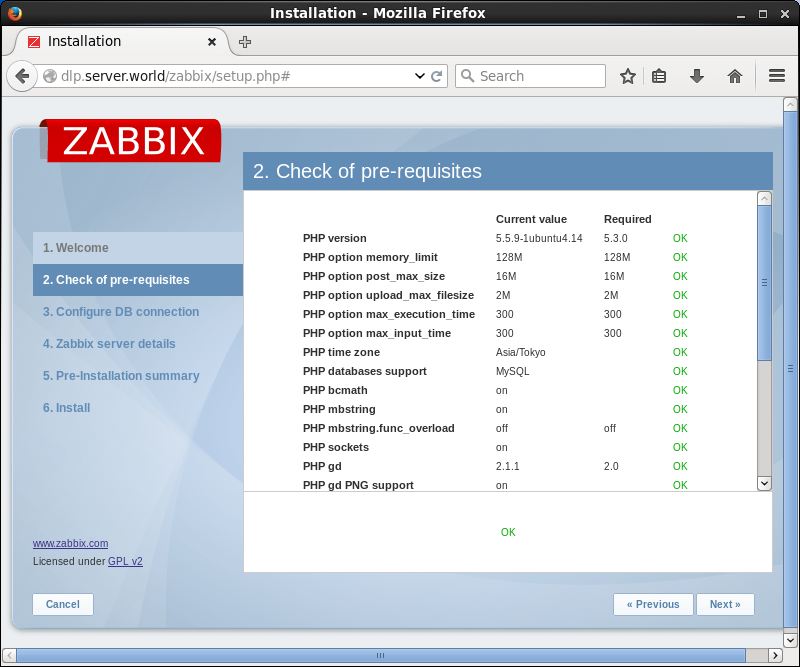 Installation - Mozilla Firefox
Installation
dlp.server.world/zabbix/setup.php#
Search
ZABBIX
2. Check of pre-requisites
1. Welcome
2. Check of pre-requisites
3. Configure DB connection
4. Zabbix server details
5. Pre-Installation summary
6. Install
Current value Required
PHP version 5.5.9-1ubuntu4.14 5.3.0 OK
PHP option memory_limit 128M 128M OK
PHP option post_max_size 16M 16M OK
PHP option upload_max_filesize 2M 2M OK
PHP option max_execution_time 300 300 OK
PHP option max_input_time 300 300 OK
PHP time zone Asia/Tokyo OK
PHP databases support MySQL OK
PHP bcmath on OK
PHP mbstring on OK
PHP mbstring.func_overload off off OK
PHP sockets on OK
PHP gd 2.1.1 2.0 OK
PHP gd PNG support on OK
OK
www.zabbix.com
Licensed under GPL v2
Cancel
« Previous
Next »